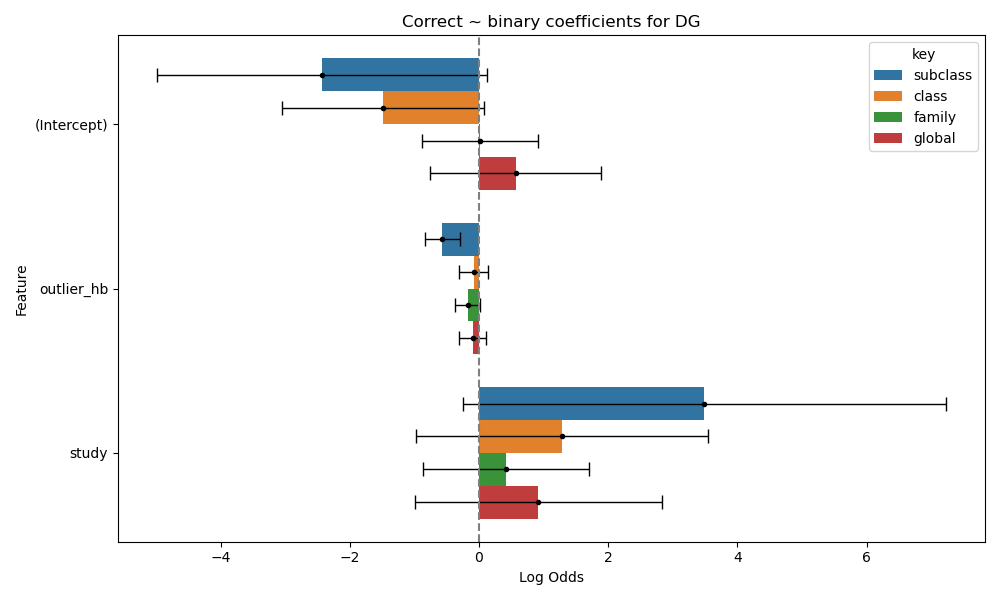 Correct ~ binary coefficients for DG
key
subclass
class
family
global
(Intercept)
outlier_hb
study
Feature
−4
−2
0
2
4
6
Log Odds